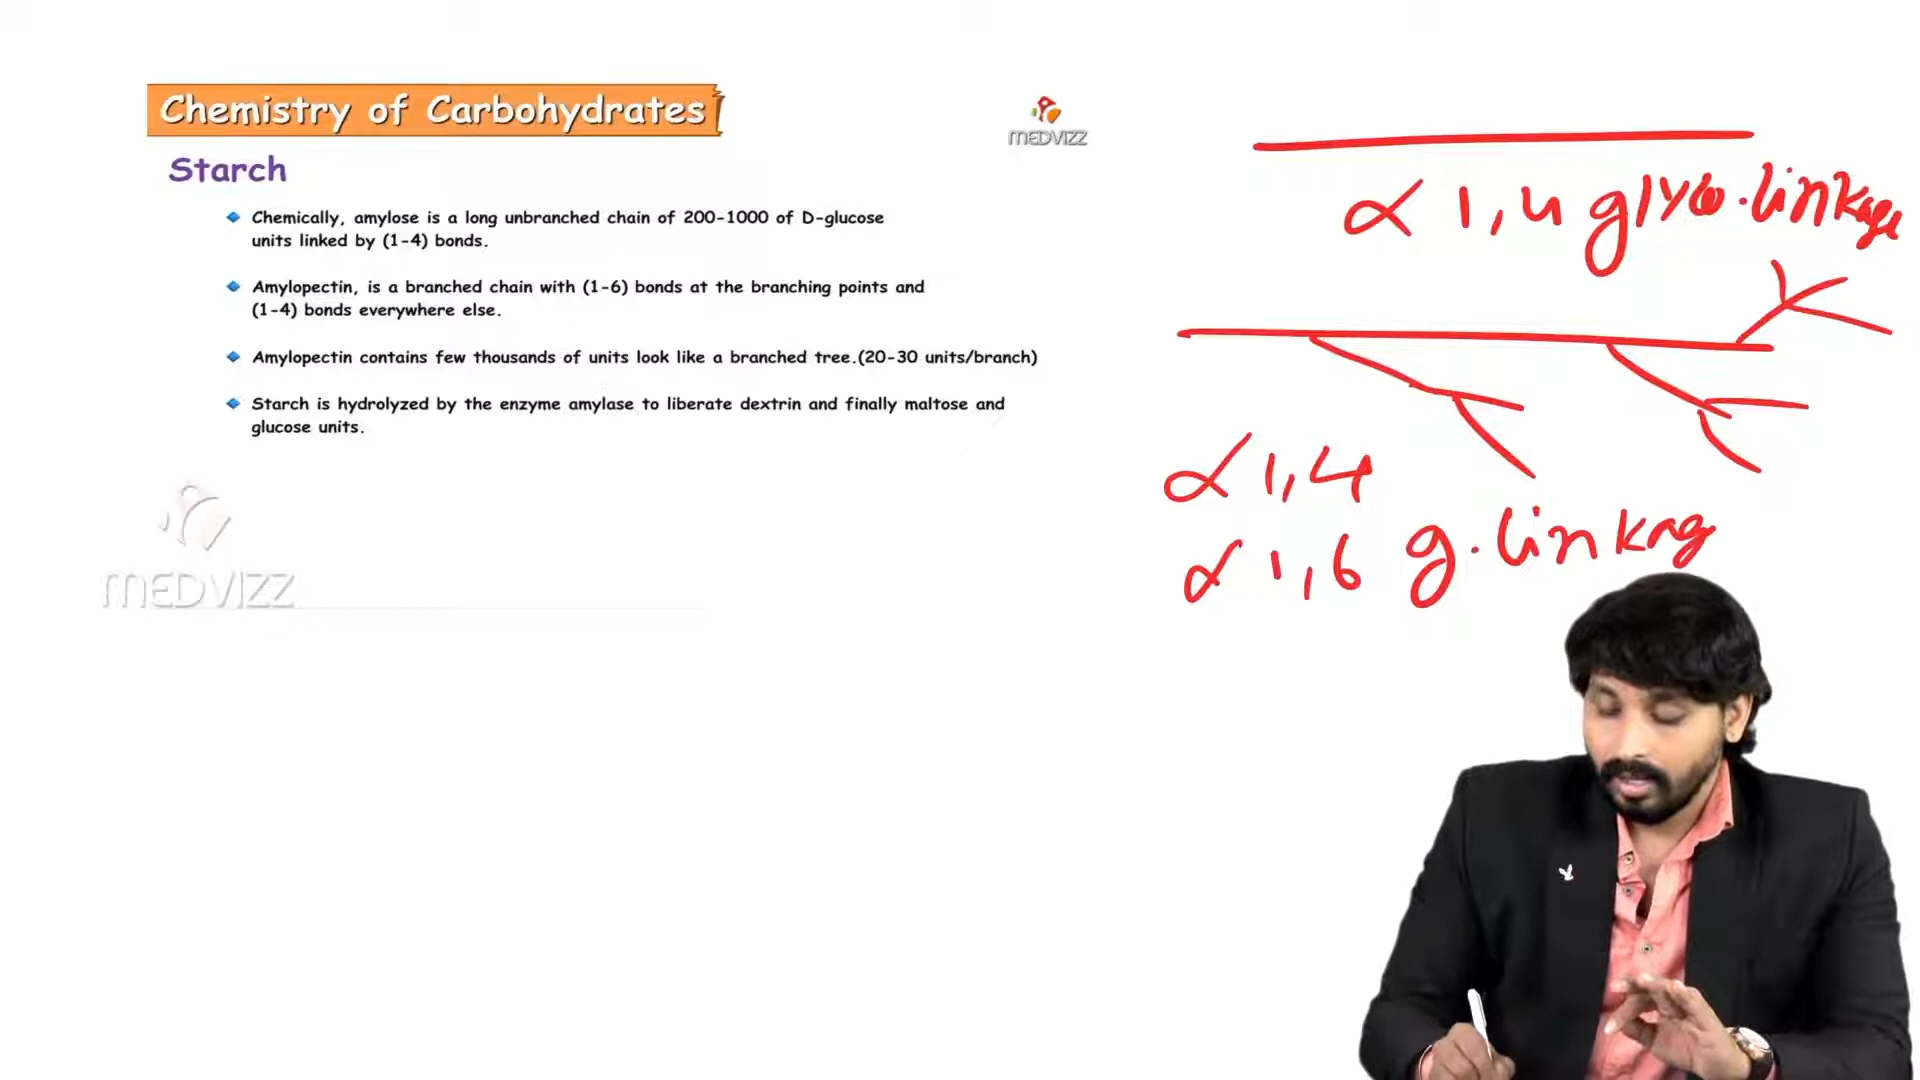 Chemistry of Carbohydrates
MEDVIZZ
Starch
Chemically, amylose is a long unbranched chain of 200-1000 of D-glucose
units linked by (1-4) bonds.
Amylopectin, is a branched chain with (1-6) bonds at the branching points and
(1-4) bonds everywhere else.
Amylopectin contains few thousands of units look like a branched tree.(20-30 units/branch)
Starch is hydrolyzed by the enzyme amylase to liberate dextrin and finally maltose and
glucose units.
MEDVIZZ
α 1,4 glyco.linkage
α 1,4
α 1,6 g.linkag